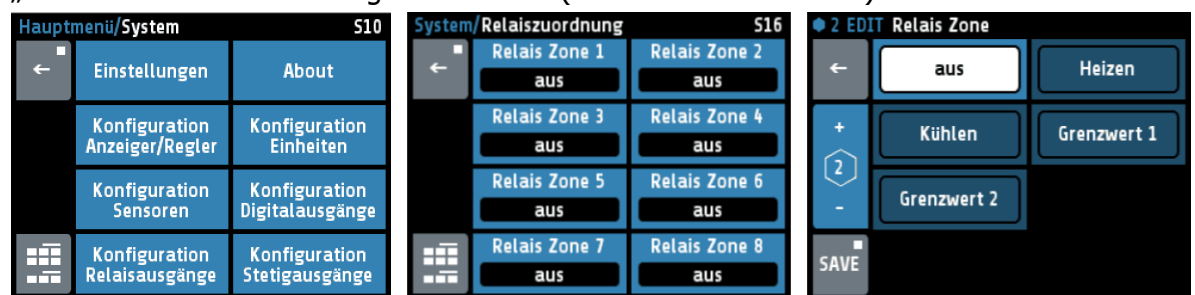 Hauptmenü/System S10
← Einstellungen About
Konfiguration Anzeiger/Regler Konfiguration Einheiten
Konfiguration Sensoren Konfiguration Digitalausgänge
Konfiguration Relaisausgänge Konfiguration Stetigausgänge
System/Relaiszuordnung S16
← Relais Zone 1 Relais Zone 2
aus aus
Relais Zone 3 Relais Zone 4
aus aus
Relais Zone 5 Relais Zone 6
aus aus
Relais Zone 7 Relais Zone 8
aus aus
2 EDIT Relais Zone
← aus Heizen
+ Kühlen Grenzwert 1
2
- Grenzwert 2
SAVE